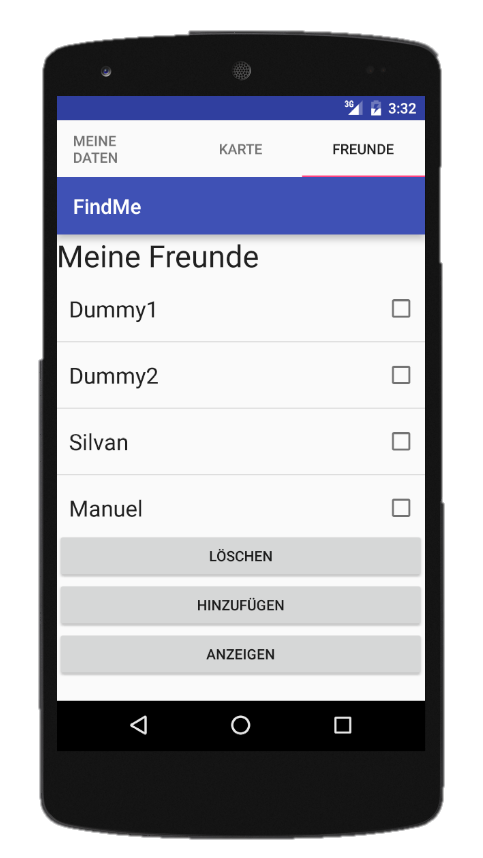 3G 3:32
MEINE
DATEN
KARTE
FREUNDE
FindMe
Meine Freunde
Dummy1
Dummy2
Silvan
Manuel
LÖSCHEN
HINZUFÜGEN
ANZEIGEN